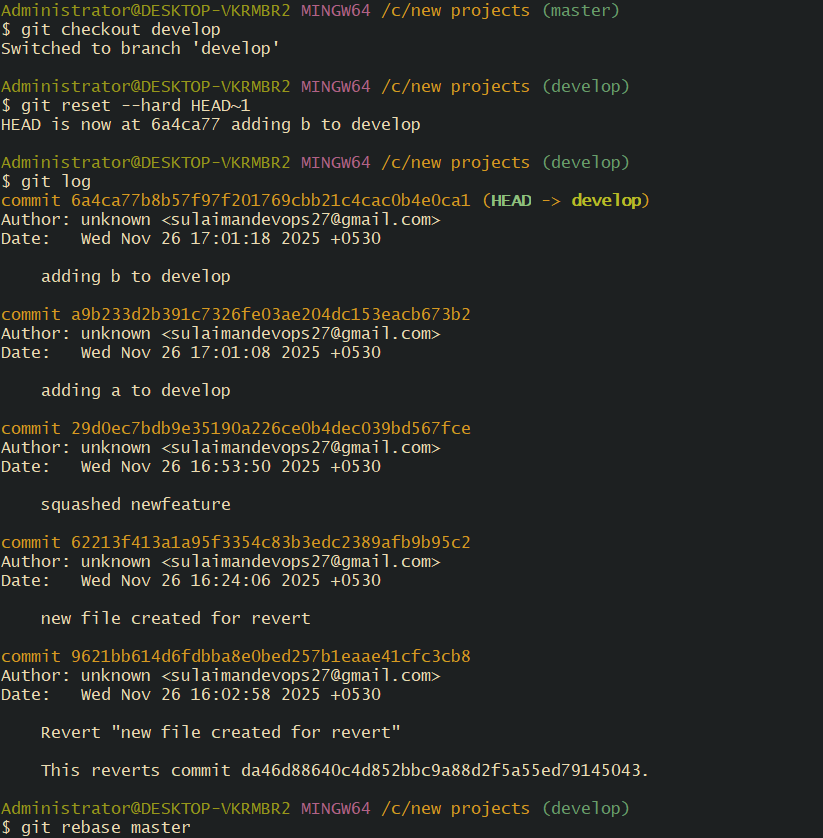 Administrator@DESKTOP-VKRMBR2 MINGW64 /c/new projects (master)
$ git checkout develop
Switched to branch 'develop'
Administrator@DESKTOP-VKRMBR2 MINGW64 /c/new projects (develop)
$ git reset --hard HEAD~1
HEAD is now at 6a4ca77 adding b to develop
Administrator@DESKTOP-VKRMBR2 MINGW64 /c/new projects (develop)
$ git log
commit 6a4ca77b8b57f97f201769cbb21c4cac0b4e0ca1 (HEAD -> develop)
Author: unknown <sulaimandevops27@gmail.com>
Date:   Wed Nov 26 17:01:18 2025 +0530
    adding b to develop
commit a9b233d2b391c7326fe03ae204dc153eacb673b2
Author: unknown <sulaimandevops27@gmail.com>
Date:   Wed Nov 26 17:01:08 2025 +0530
    adding a to develop
commit 29d0ec7bdb9e35190a226ce0b4dec039bd567fce
Author: unknown <sulaimandevops27@gmail.com>
Date:   Wed Nov 26 16:53:50 2025 +0530
    squashed newfeature
commit 62213f413a1a95f3354c83b3edc2389afb9b95c2
Author: unknown <sulaimandevops27@gmail.com>
Date:   Wed Nov 26 16:24:06 2025 +0530
    new file created for revert
commit 9621bb614d6fdbba8e0bed257b1eaae41cfc3cb8
Author: unknown <sulaimandevops27@gmail.com>
Date:   Wed Nov 26 16:02:58 2025 +0530
    Revert "new file created for revert"
    This reverts commit da46d88640c4d852bbc9a88d2f5a55ed79145043.
Administrator@DESKTOP-VKRMBR2 MINGW64 /c/new projects (develop)
$ git rebase master